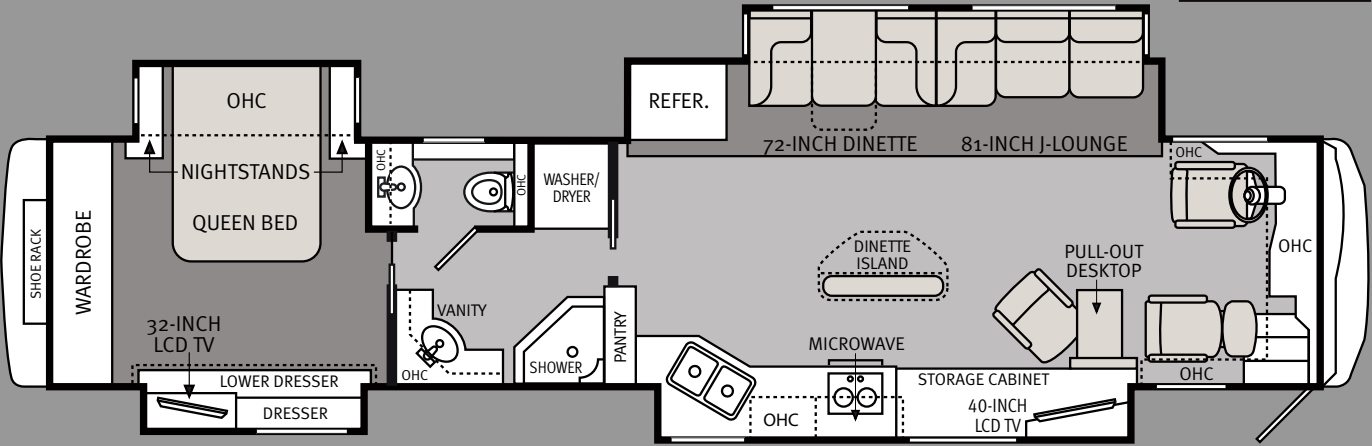 OHC
NIGHTSTANDS
QUEEN BED
SHOE RACK
WARDROBE
32-INCH
LCD TV
LOWER DRESSER
DRESSER
OHC
OHC
WASHER/
DRYER
VANITY
OHC
SHOWER
PANTRY
REFER.
72-INCH DINETTE
81-INCH J-LOUNGE
DINETTE
ISLAND
MICROWAVE
OHC
STORAGE CABINET
40-INCH
LCD TV
PULL-OUT
DESKTOP
OHC
OHC
OHC